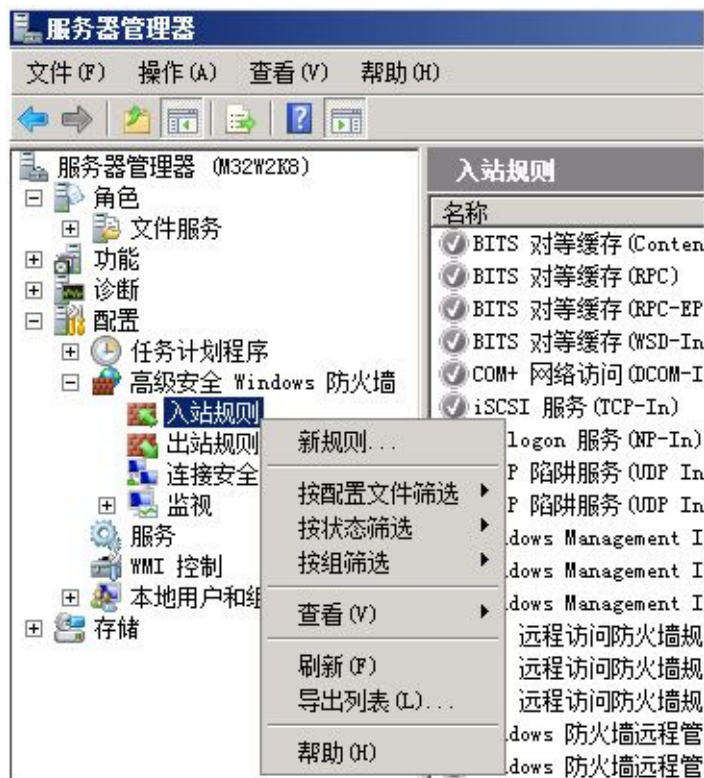 服务器管理器
文件(F) 操作(A) 查看(V) 帮助(H)
服务器管理器 (M32W2K8)
角色
文件服务
功能
诊断
配置
任务计划程序
高级安全 Windows 防火墙
入站规则
出站规则
连接安全
监视
服务
WMI 控制
本地用户和组
存储
新规则...
按配置文件筛选
按状态筛选
按组筛选
查看(V)
刷新(F)
导出列表(L)...
帮助(H)
入站规则
名称
BITS 对等缓存(Conten
BITS 对等缓存(RPC)
BITS 对等缓存(RPC-EP
BITS 对等缓存(WSD-In
COM+ 网络访问(DCOM-I
iSCSI 服务(TCP-In)
logon 服务(NP-In)
P 陷阱服务(UDP In
P 陷阱服务(UDP In
dows Management I
dows Management I
dows Management I
远程访问防火墙规
远程访问防火墙规
远程访问防火墙规
dows 防火墙远程管
dows 防火墙远程管